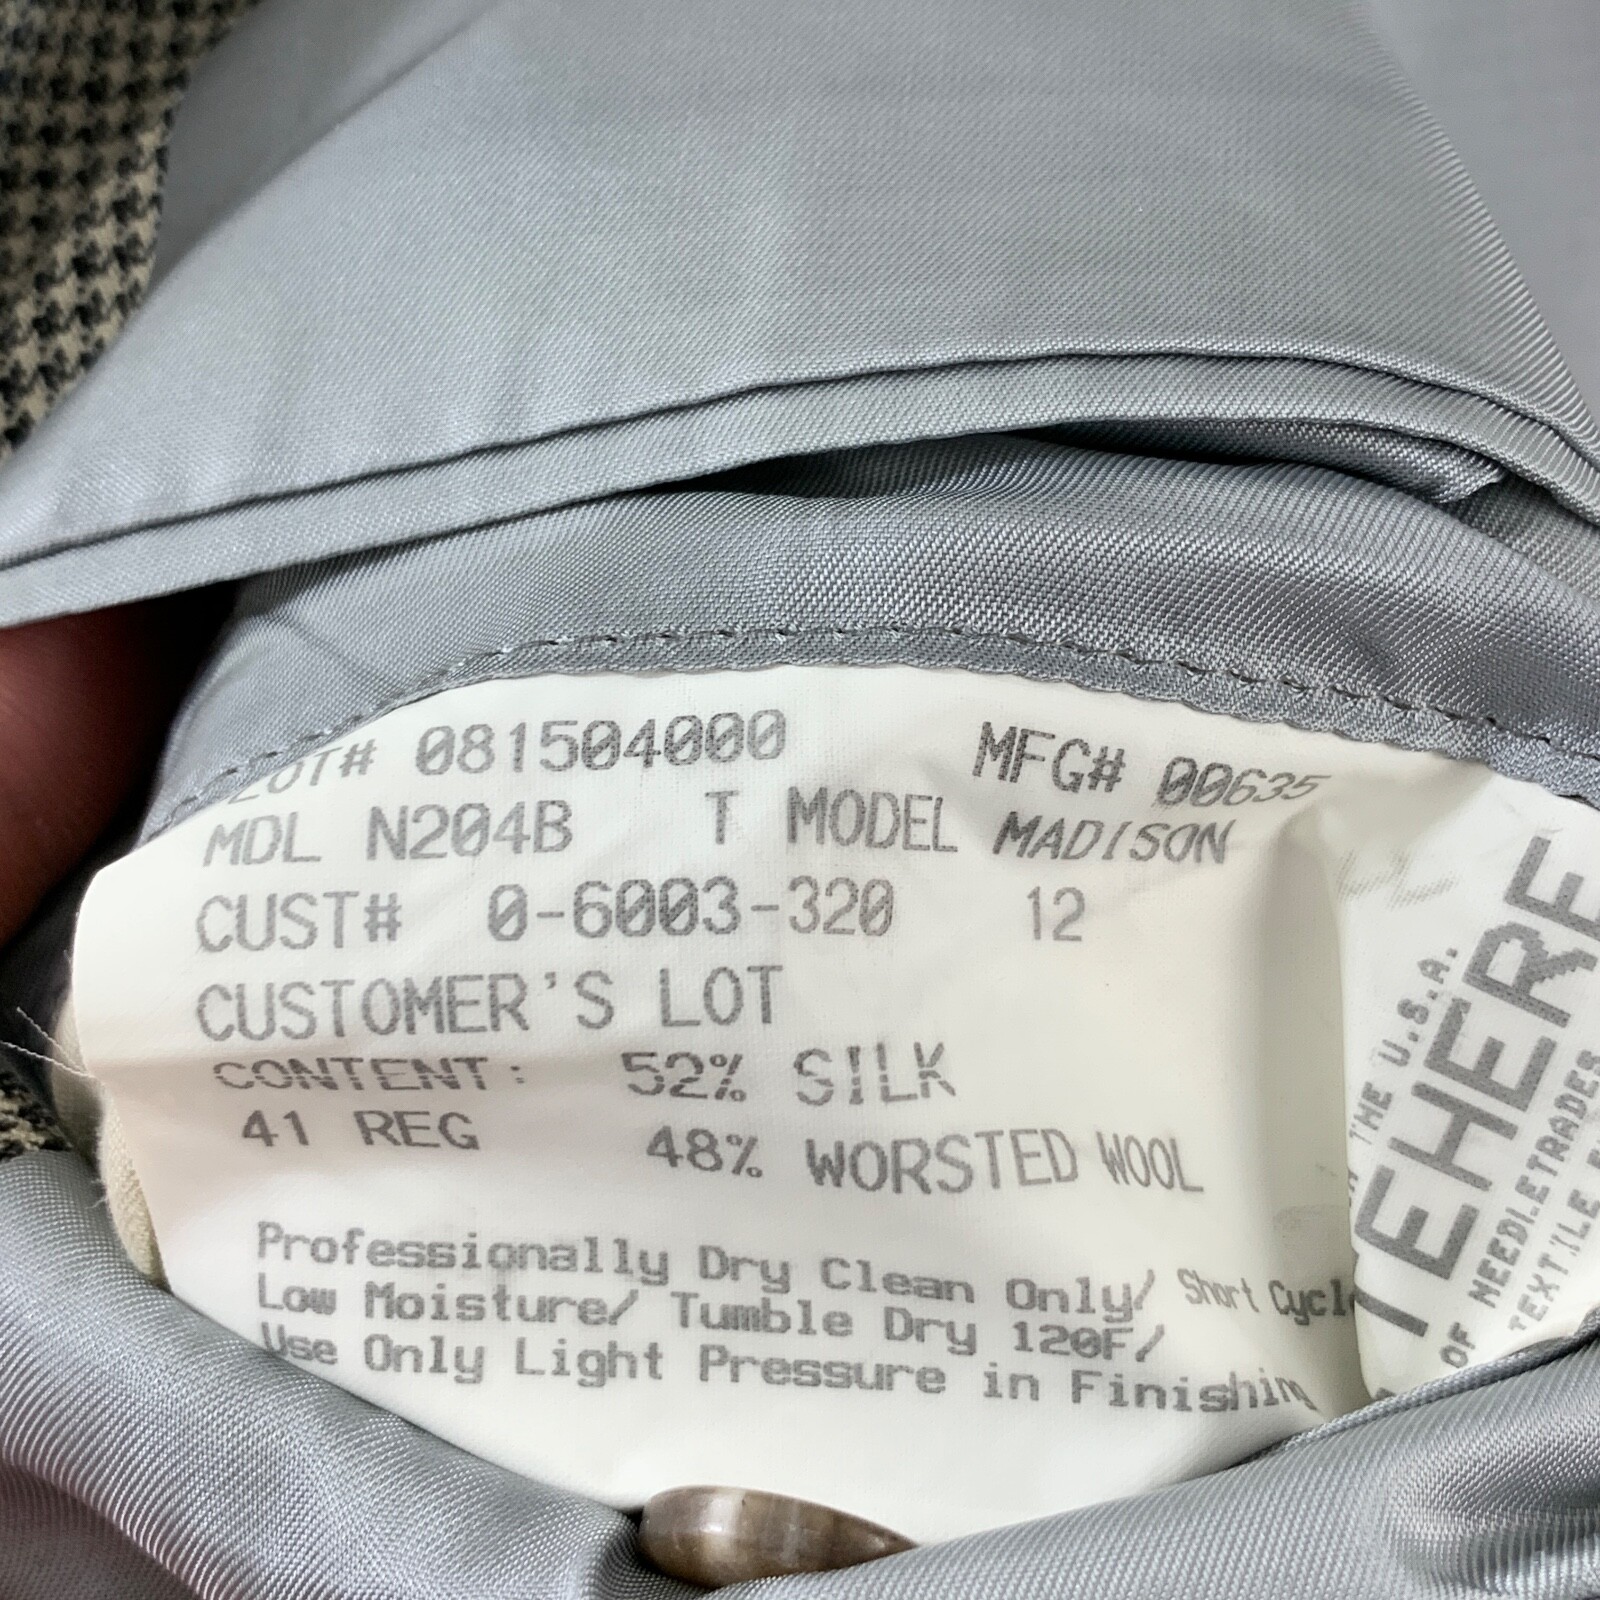 LOT# 081504000 MFG# 00635
MDL N204B T MODEL MADISON
CUST# 0-6003-320 12
CUSTOMER'S LOT
CONTENT: 52% SILK
41 REG 48% WORSTED WOOL
Professionally Dry Clean Only/ Short Cycle
Low Moisture/ Tumble Dry 120F/
Use Only Light Pressure in Finishing
THE U.S.A.
TEHERE
OF NEEDLETRADES
TEXTILE